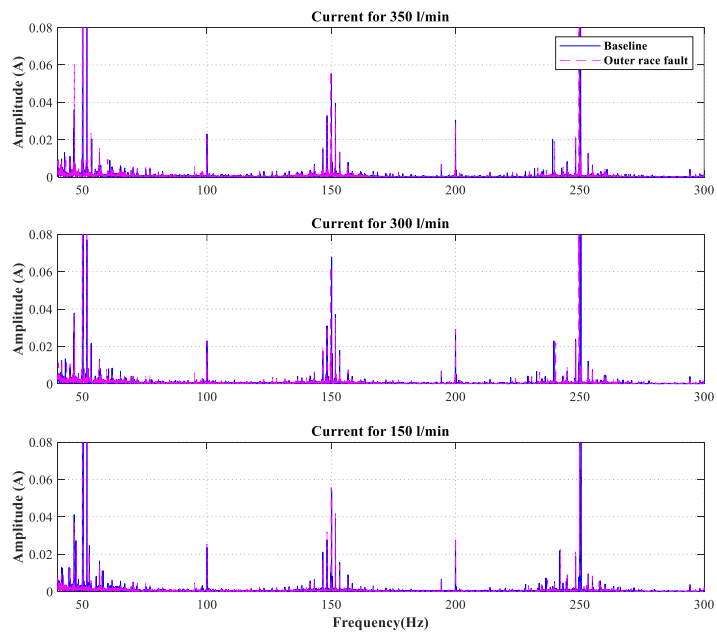 Current for 350 l/min
0.08
0.06
0.04
0.02
0
Amplitude (A)
Baseline
Outer race fault
50 100 150 200 250 300
Current for 300 l/min
0.08
0.06
0.04
0.02
0
Amplitude (A)
50 100 150 200 250 300
Current for 150 l/min
0.08
0.06
0.04
0.02
0
Amplitude (A)
50 100 150 200 250 300
Frequency(Hz)